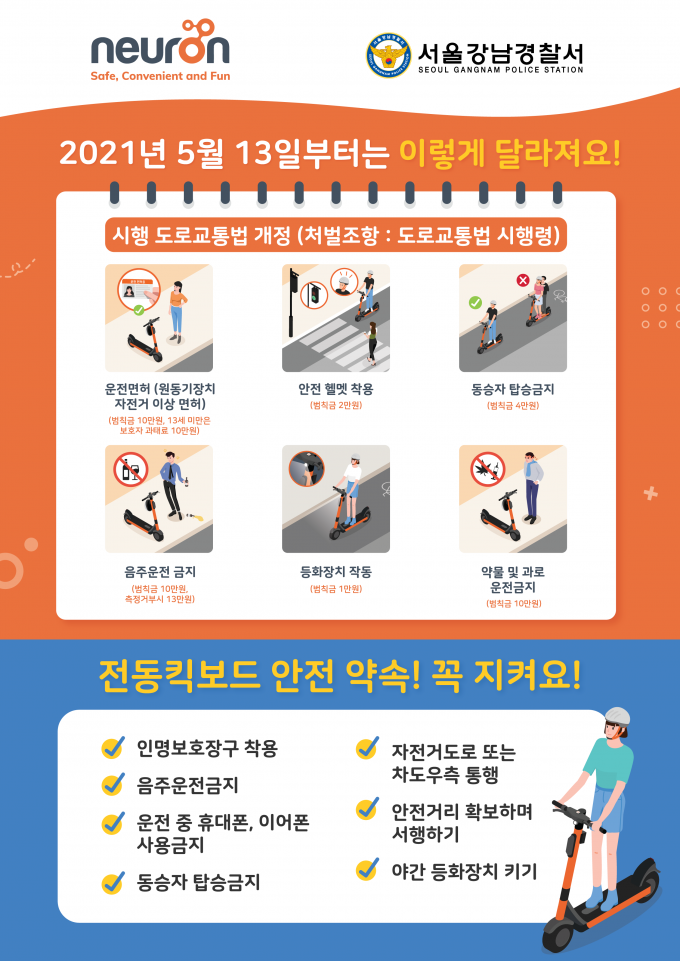 neuron
Safe, Convenient and Fun
서울강남경찰서
SEOUL GANGNAM POLICE STATION
2021년 5월 13일부터는 이렇게 달라져요!
시행 도로교통법 개정 (처벌조항 : 도로교통법 시행령)
운전면허 (원동기장치
자전거 이상 면허)
(범칙금 10만원, 13세 미만은
보호자 과태료 10만원)
안전 헬멧 착용
(범칙금 2만원)
동승자 탑승금지
(범칙금 4만원)
음주운전 금지
(범칙금 10만원,
측정거부시 13만원)
등화장치 작동
(범칙금 1만원)
약물 및 과로
운전금지
(범칙금 10만원)
전동킥보드 안전 약속! 꼭 지켜요!
인명보호장구 착용
음주운전금지
운전 중 휴대폰, 이어폰
사용금지
동승자 탑승금지
자전거도로 또는
차도우측 통행
안전거리 확보하며
서행하기
야간 등화장치 키기